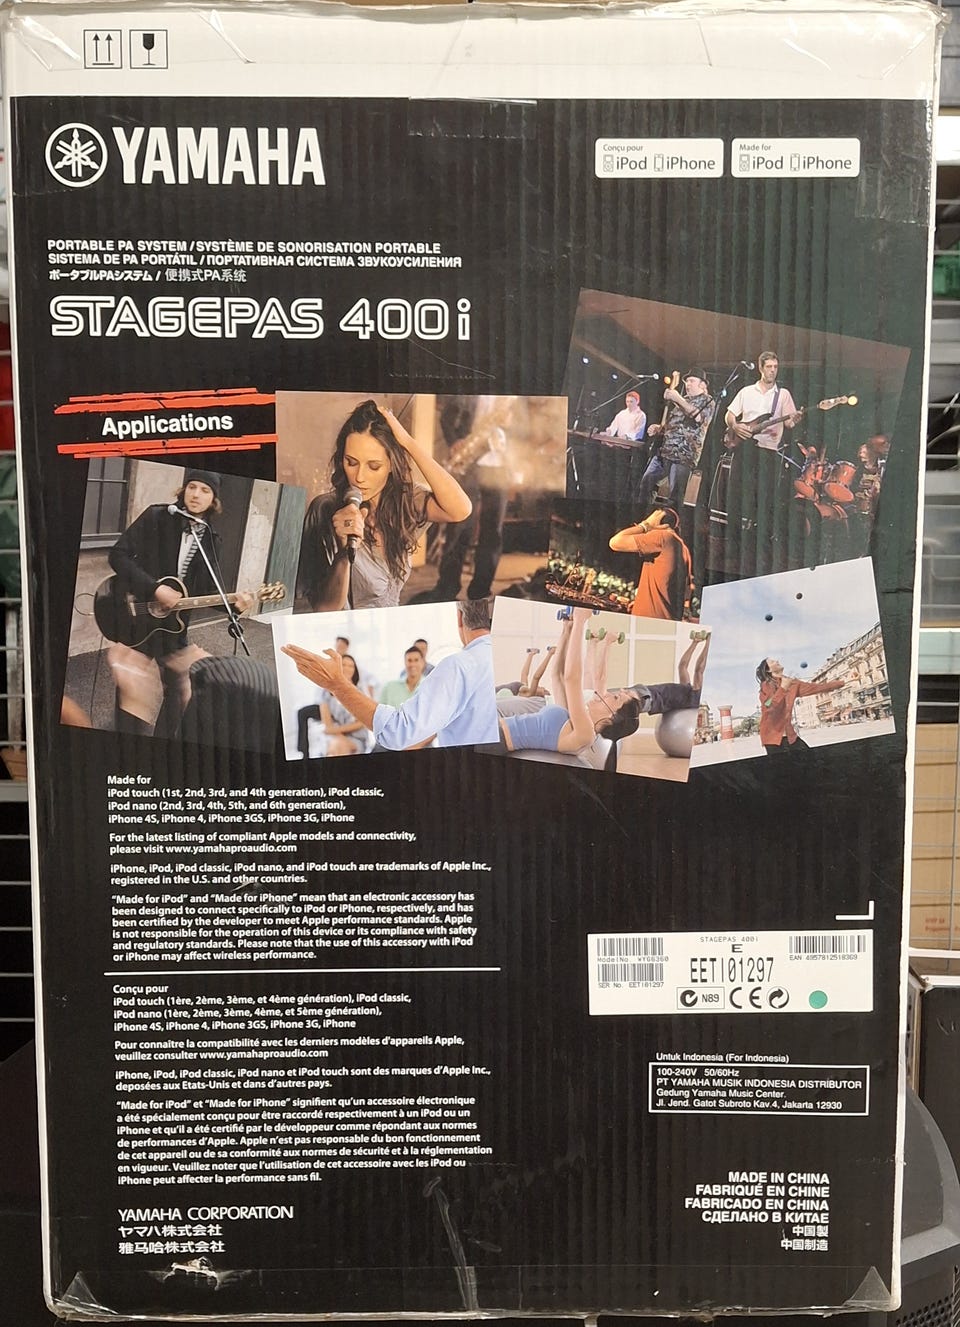 YAMAHA
Conçu pour
iPod iPhone
Made for
iPod iPhone
PORTABLE PA SYSTEM / SYSTÈME DE SONORISATION PORTABLE
SISTEMA DE PA PORTÁTIL / ПОРТАТИВНАЯ СИСТЕМА ЗВУКОУСИЛЕНИЯ
ポータブルPAシステム / 便携式PA系统
STAGEPAS 400i
Applications
Made for
iPod touch (1st, 2nd, 3rd, and 4th generation), iPod classic,
iPod nano (2nd, 3rd, 4th, 5th, and 6th generation),
iPhone 4S, iPhone 4, iPhone 3GS, iPhone 3G, iPhone
For the latest listing of compliant Apple models and connectivity,
please visit www.yamahaproaudio.com
iPhone, iPod, iPod classic, iPod nano, and iPod touch are trademarks of Apple Inc.,
registered in the U.S. and other countries.
“Made for iPod” and “Made for iPhone” mean that an electronic accessory has
been designed to connect specifically to iPod or iPhone, respectively, and has
been certified by the developer to meet Apple performance standards. Apple
is not responsible for the operation of this device or its compliance with safety
and regulatory standards. Please note that the use of this accessory with iPod
or iPhone may affect wireless performance.
Conçu pour
iPod touch (1ère, 2ème, 3ème, et 4ème génération), iPod classic,
iPod nano (1ère, 2ème, 3ème, 4ème, et 5ème génération),
iPhone 4S, iPhone 4, iPhone 3GS, iPhone 3G, iPhone
Pour connaître la compatibilité avec les derniers modèles d'appareils Apple,
veuillez consulter www.yamahaproaudio.com
iPhone, iPod, iPod classic, iPod nano et iPod touch sont des marques d'Apple Inc.,
deposées aux Etats-Unis et dans d'autres pays.
“Made for iPod” et “Made for iPhone” signifient qu'un accessoire électronique
a été spécialement conçu pour être raccordé respectivement à un iPod ou un
iPhone et qu'il a été certifié par le développeur comme répondant aux normes
de performances d'Apple. Apple n'est pas responsable du bon fonctionnement
de cet appareil ou de sa conformité aux normes de sécurité et à la réglementation
en vigueur. Veuillez noter que l'utilisation de cet accessoire avec les iPod ou
iPhone peut affecter la performance sans fil.
YAMAHA CORPORATION
ヤマハ株式会社
雅马哈株式会社
STAGEPAS 400i
E
Model No. WY68360
EAN 4957812518369
EETI01297
SER No. EETI01297
N89
CE
Untuk Indonesia (For Indonesia)
100-240V 50/60Hz
PT YAMAHA MUSIK INDONESIA DISTRIBUTOR
Gedung Yamaha Music Center.
Jl. Jend. Gatot Subroto Kav.4, Jakarta 12930
MADE IN CHINA
FABRIQUÉ EN CHINE
FABRICADO EN CHINA
СДЕЛАНО В КИТАЕ
中国製
中国制造